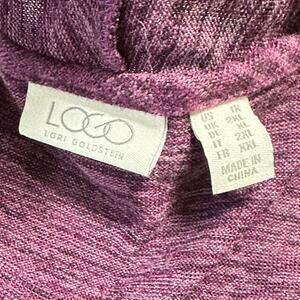 LOGO
LORI GOLDSTEIN
US 1X
UK 2XL
DE XL
IT 2XL
FR XXL
MADE IN
CHINA